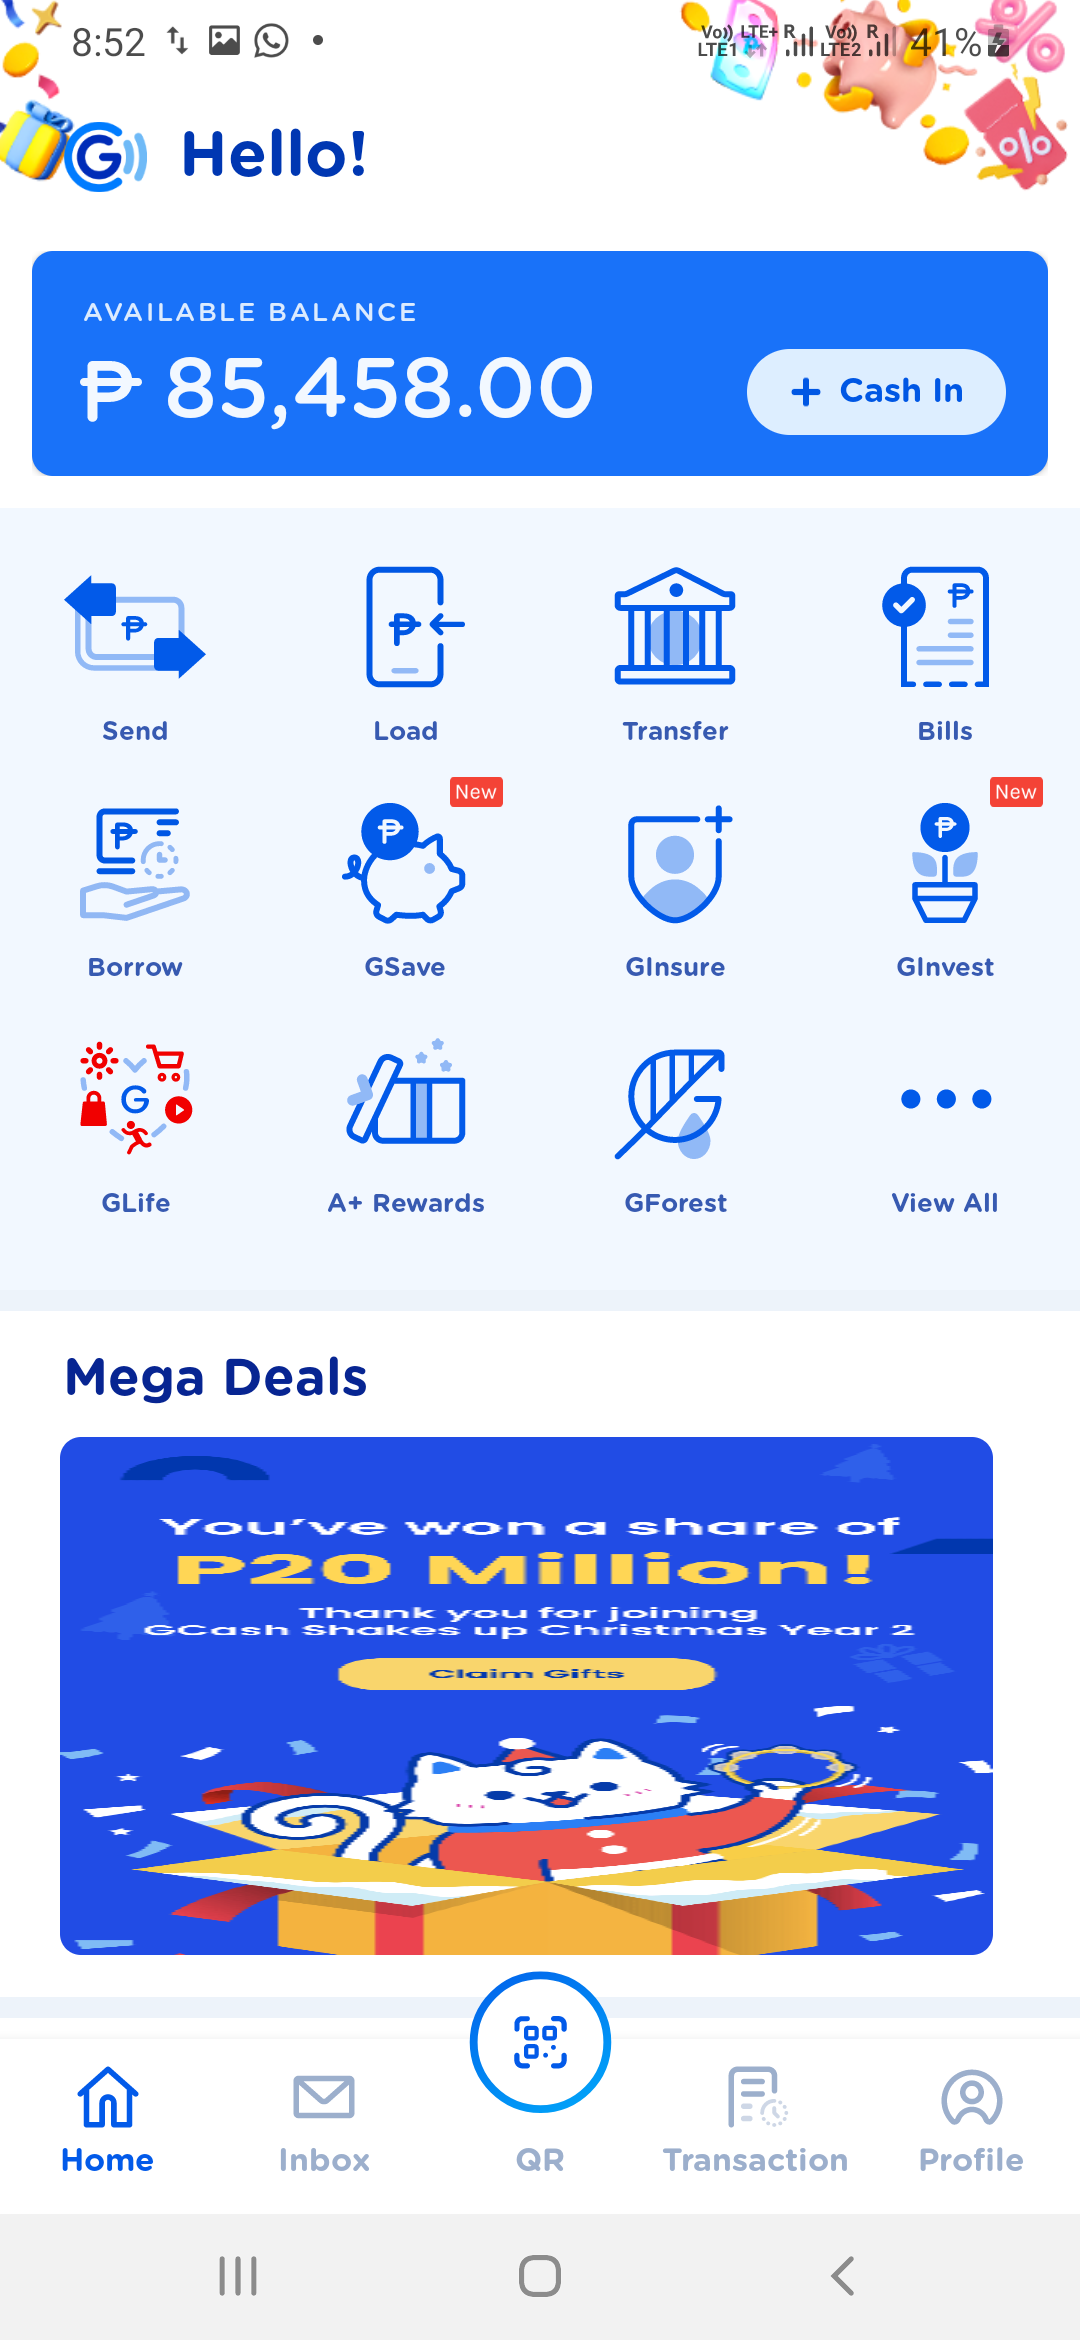 8:52
Vo)) LTE+ R Vo)) R
LTE1 LTE2 41%
G Hello!
AVAILABLE BALANCE
₱ 85,458.00
+ Cash In
Send Load Transfer Bills
New New
Borrow GSave GInsure GInvest
GLife A+ Rewards GForest View All
Mega Deals
You've won a share of
P20 Million!
Thank you for joining
GCash Shakes up Christmas Year 2
Claim Gifts
Home Inbox QR Transaction Profile